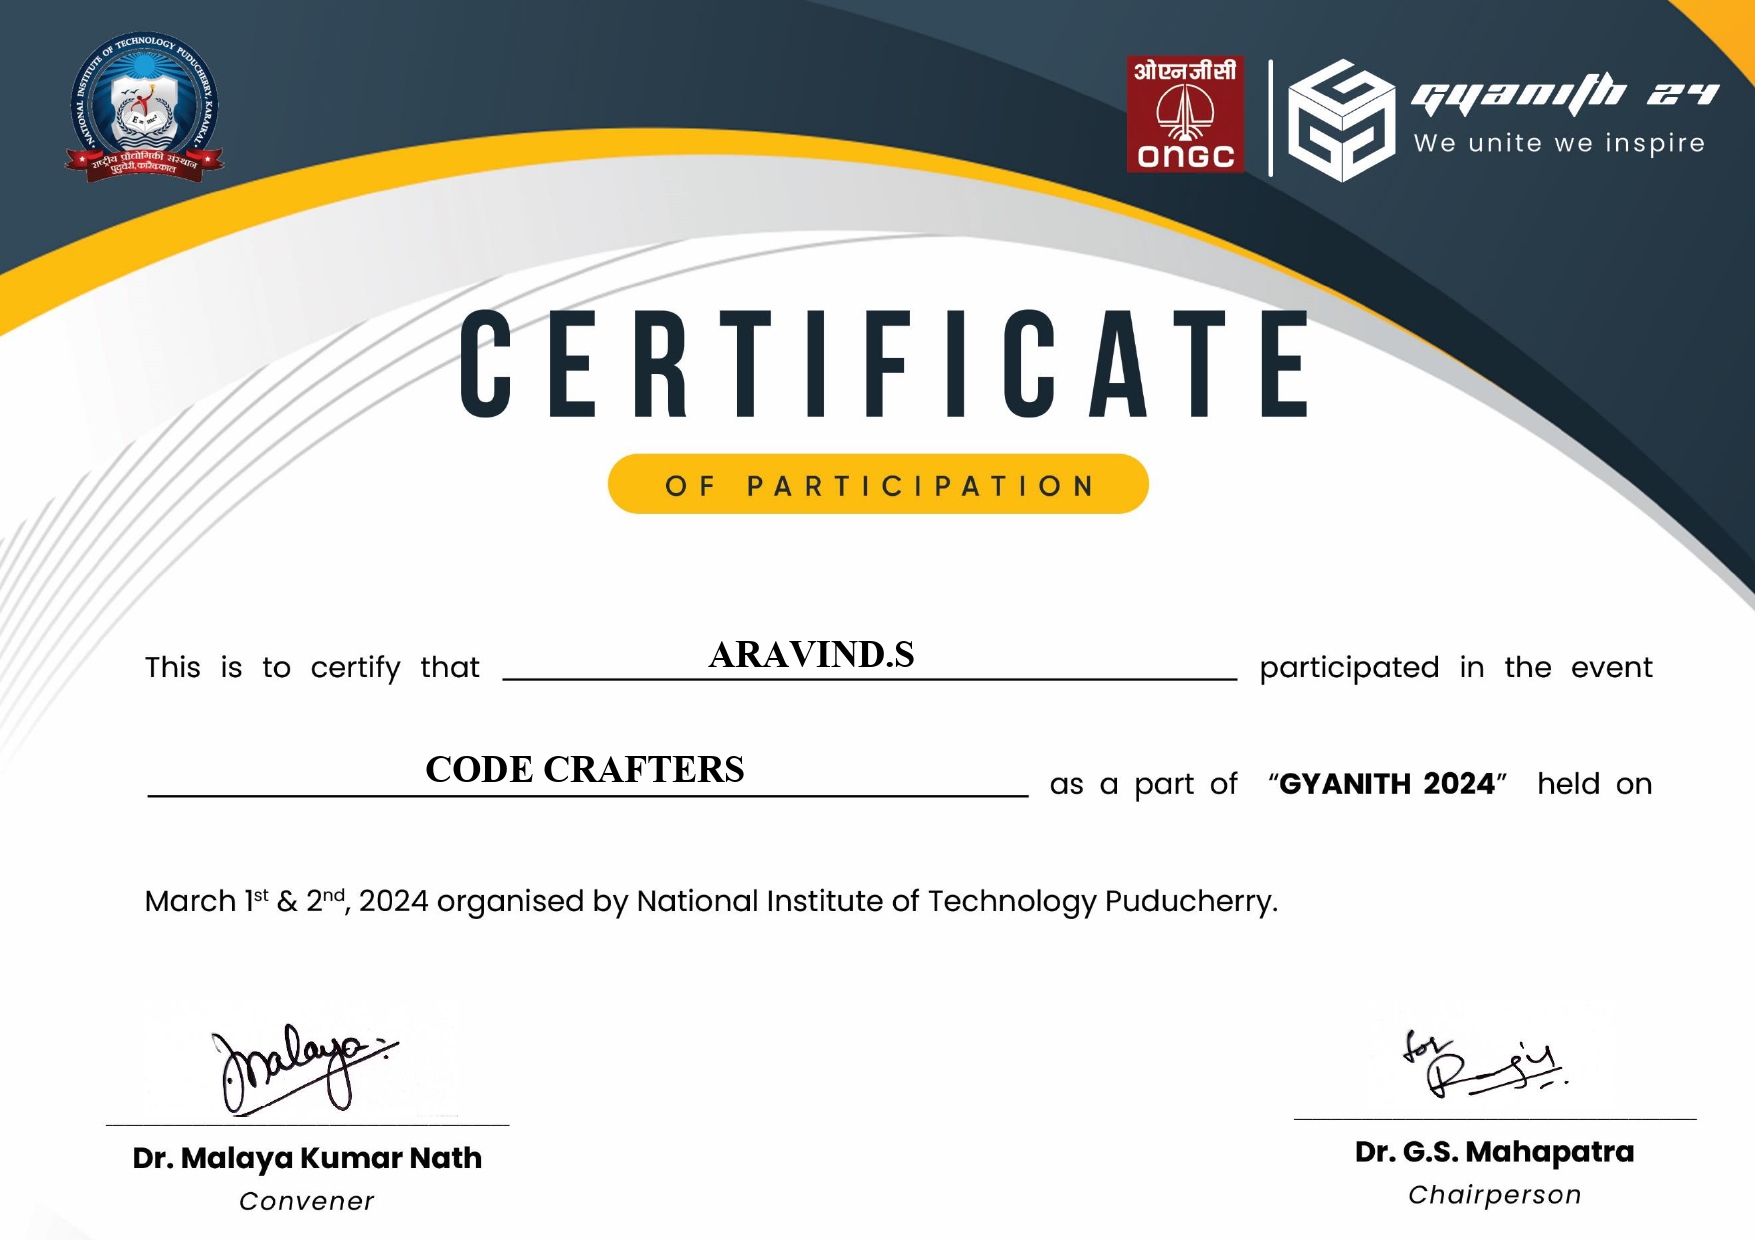 NATIONAL INSTITUTE OF TECHNOLOGY PUDUCHERRY, KARAIKAL
E = mc²
राष्ट्रीय प्रौद्योगिकी संस्थान
पुदुचेरी, कारैक्काल
ओएनजीसी
ONGC
Gyanith 24
We unite we inspire
CERTIFICATE
OF PARTICIPATION
This is to certify that ARAVIND.S participated in the event
CODE CRAFTERS as a part of “GYANITH 2024” held on
March 1st & 2nd, 2024 organised by National Institute of Technology Puducherry.
Malaya
for
Dr. Malaya Kumar Nath
Convener
Dr. G.S. Mahapatra
Chairperson